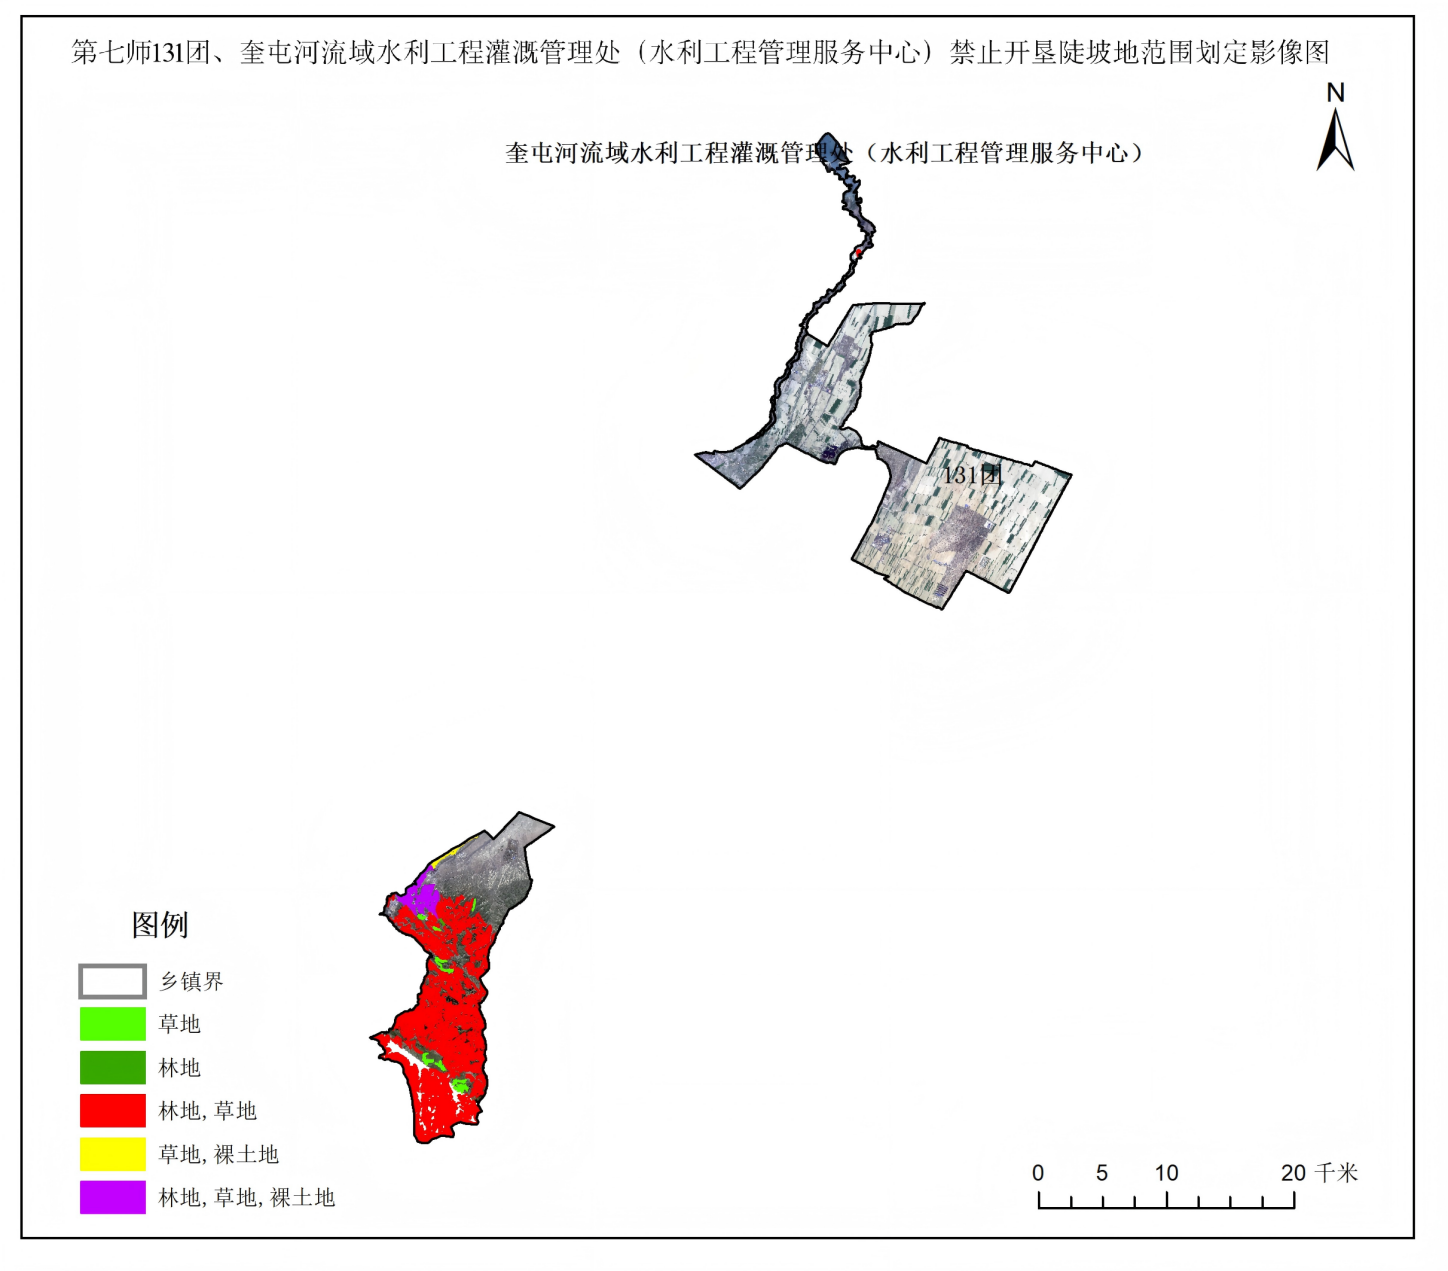 第七师131团、奎屯河流域水利工程灌溉管理处（水利工程管理服务中心）禁止开垦陡坡地范围划定影像图
N
奎屯河流域水利工程灌溉管理处（水利工程管理服务中心）
131团
图例
乡镇界
草地
林地
林地, 草地
草地, 裸土地
林地, 草地, 裸土地
0 5 10 20 千米